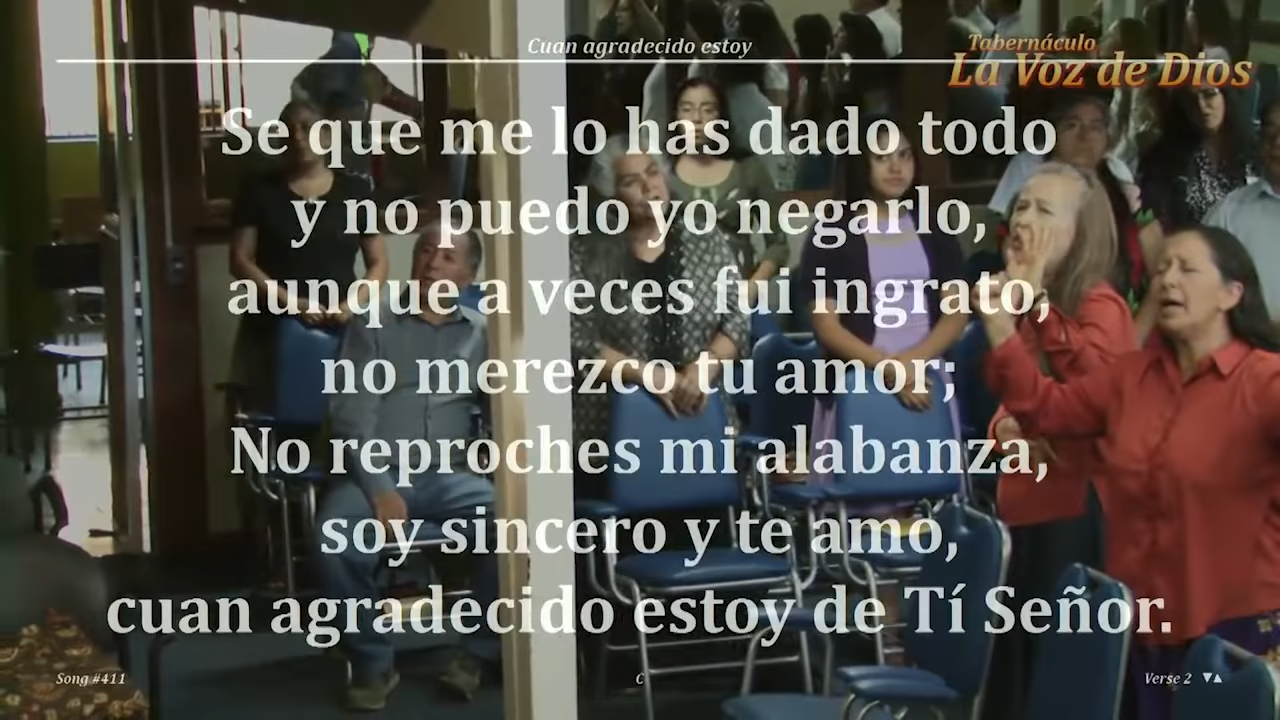 Cuan agradecido estoy
Tabernáculo
La Voz de Dios
Se que me lo has dado todo
y no puedo yo negarlo,
aunque a veces fui ingrato,
no merezco tu amor;
No reproches mi alabanza,
soy sincero y te amo,
cuan agradecido estoy de Tí Señor.
Song #411
C
Verse 2 ▼▲